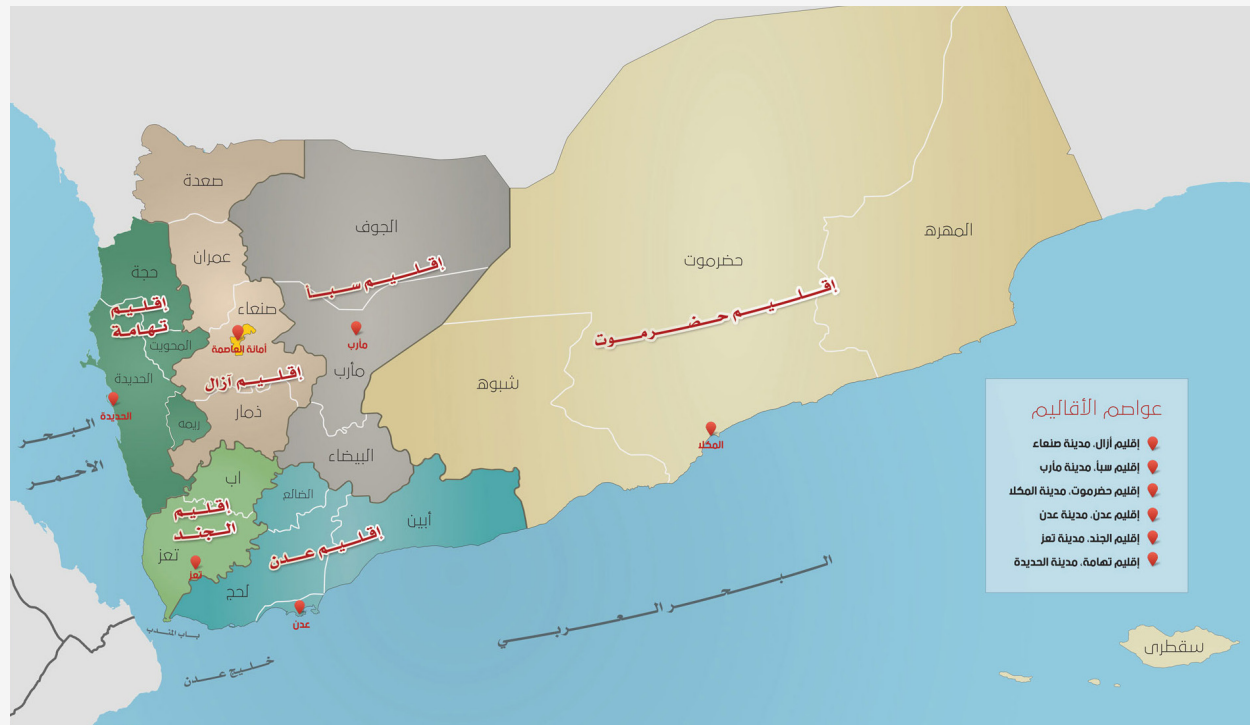 صعدة
الجوف
المهره
حضرموت
عمران
حجة
إقليم سبأ
إقليم
تهامة
صنعاء
إقليم حضرموت
أمانة العاصمة
المحويت
مأرب
مأرب
إقليم آزال
الحديدة
شبوه
الحديدة
ذمار
ريمه
البحر
الأحمر
المكلا
البيضاء
اب
الضالع
إقليم
الجند
أبين
إقليم عدن
تعز
تعز
لحج
عدن
باب المندب
خليج عدن
البحر العربي
سقطرى
عواصم الأقاليم
إقليم أزال، مدينة صنعاء
إقليم سبأ، مدينة مأرب
إقليم حضرموت، مدينة المكلا
إقليم عدن، مدينة عدن
إقليم الجند، مدينة تعز
إقليم تهامة، مدينة الحديدة